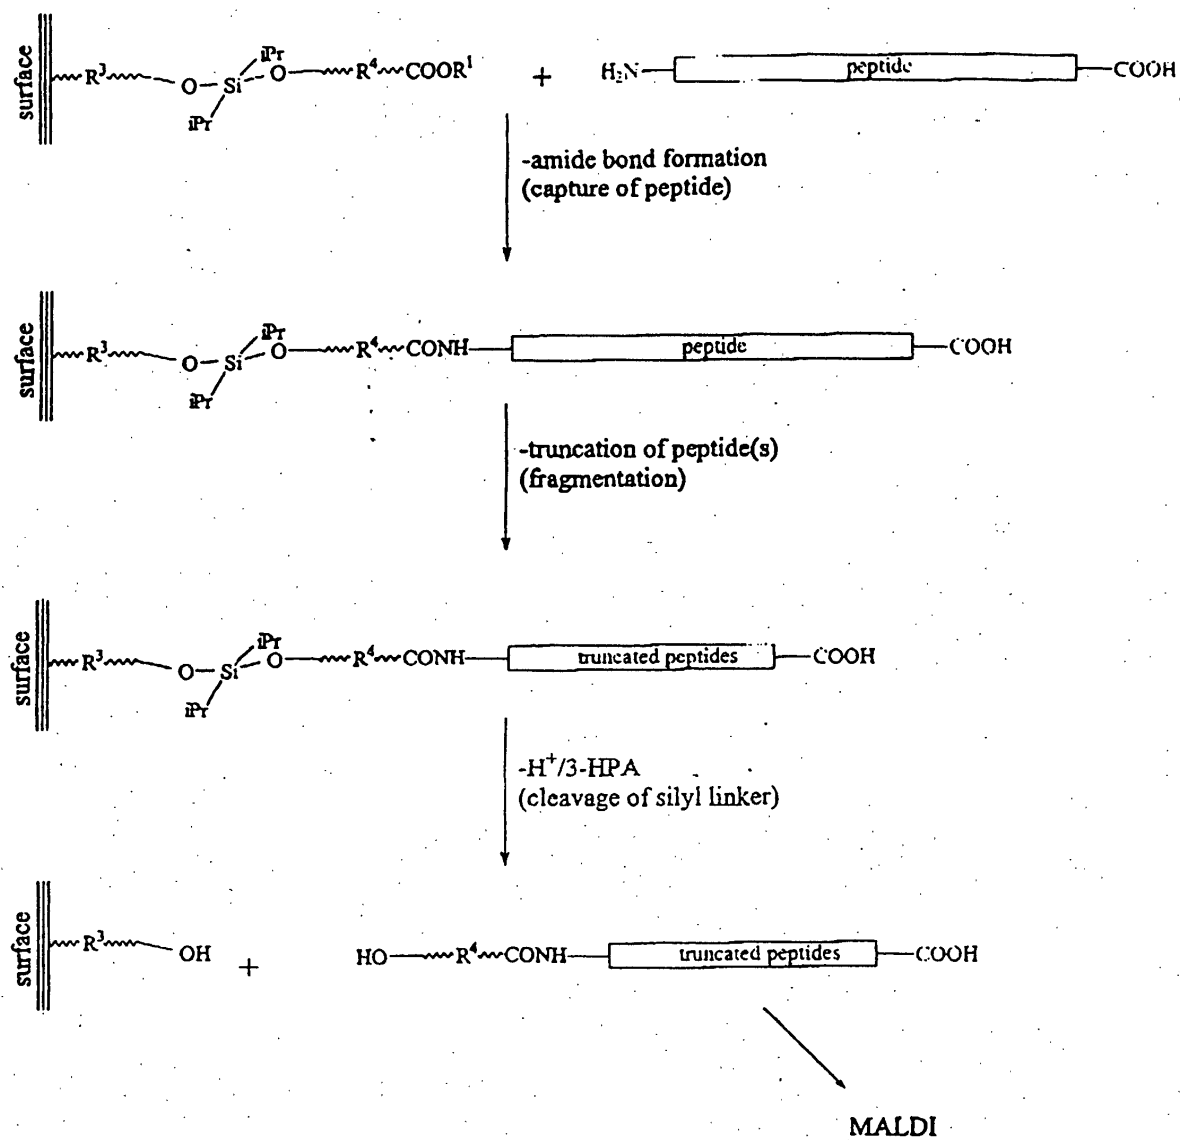 surface
R³
O
Si
iPr
iPr
O
R⁴
COOR¹
+
H₂N
peptide
COOH
-amide bond formation
(capture of peptide)
surface
R³
O
Si
iPr
iPr
O
R⁴
CONH
peptide
COOH
-truncation of peptide(s)
(fragmentation)
surface
R³
O
Si
iPr
iPr
O
R⁴
CONH
truncated peptides
COOH
-H⁺/3-HPA
(cleavage of silyl linker)
surface
R³
OH
+
HO
R⁴
CONH
truncated peptides
COOH
MALDI